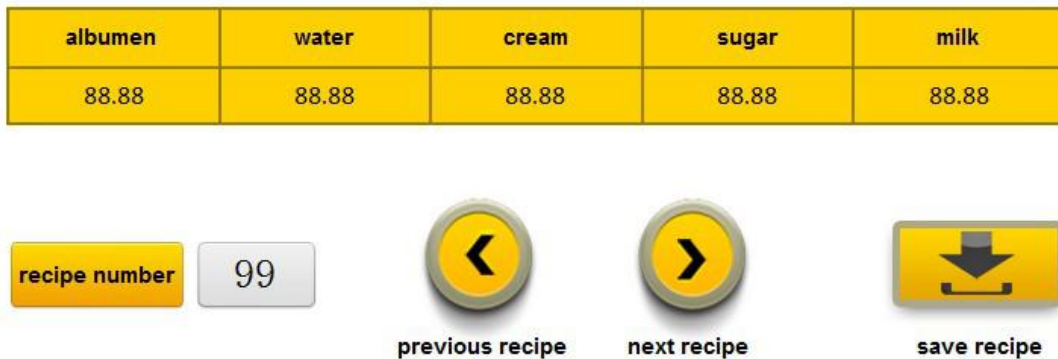 albumen water cream sugar milk
88.88 88.88 88.88 88.88 88.88
recipe number 99
previous recipe next recipe save recipe